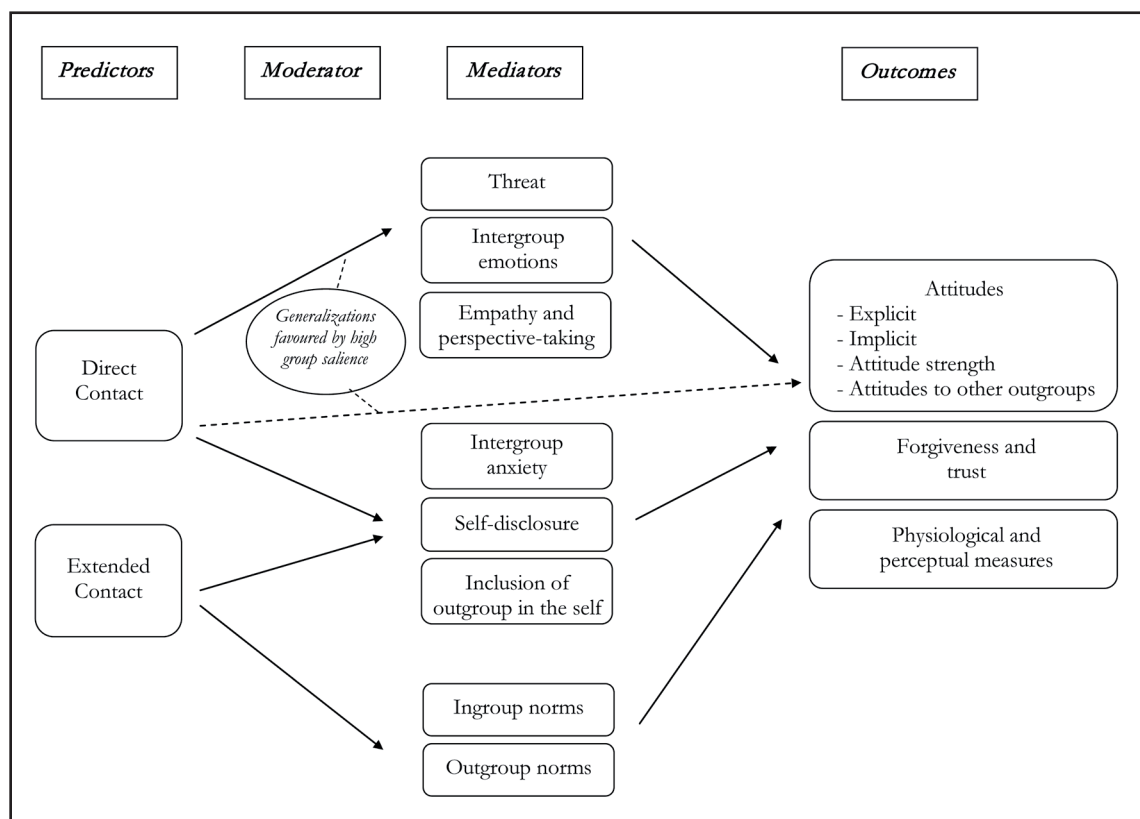 Predictors
Moderator
Mediators
Outcomes
Threat
Intergroup
emotions
Empathy and
perspective-taking
Generalizations
favoured by high
group salience
Direct
Contact
Attitudes
- Explicit
- Implicit
- Attitude strength
- Attitudes to other outgroups
Intergroup
anxiety
Self-disclosure
Inclusion of
outgroup in the self
Forgiveness and
trust
Extended
Contact
Physiological and
perceptual measures
Ingroup norms
Outgroup norms